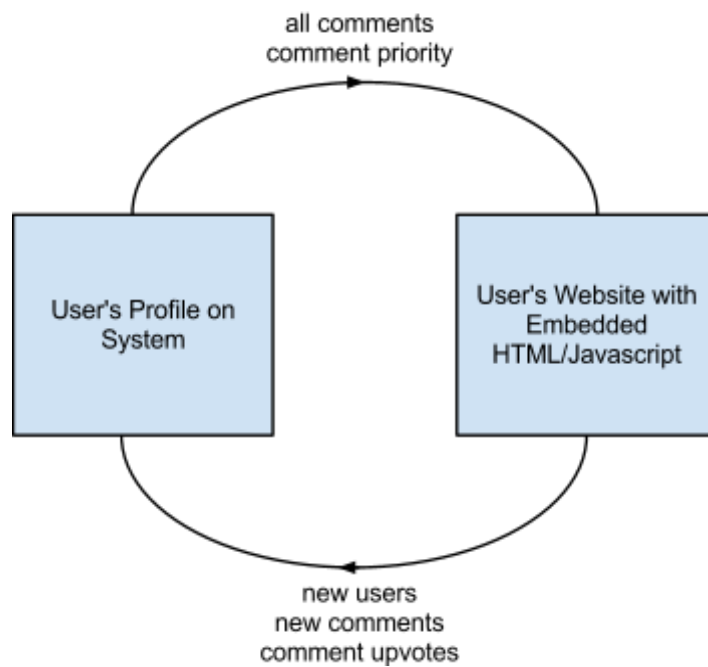 all comments
comment priority
User's Profile on
System
User's Website with
Embedded
HTML/Javascript
new users
new comments
comment upvotes